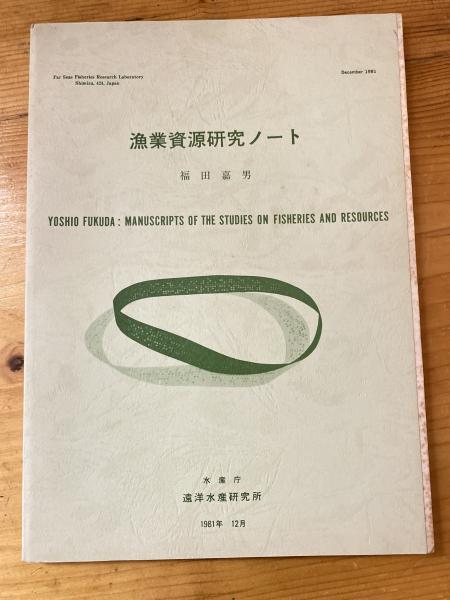 Far Seas Fisheries Research Laboratory
Shimizu, 424, Japan
December 1981
漁業資源研究ノート
福田嘉男
YOSHIO FUKUDA: MANUSCRIPTS OF THE STUDIES ON FISHERIES AND RESOURCES
水産庁
遠洋水産研究所
1981年 12月